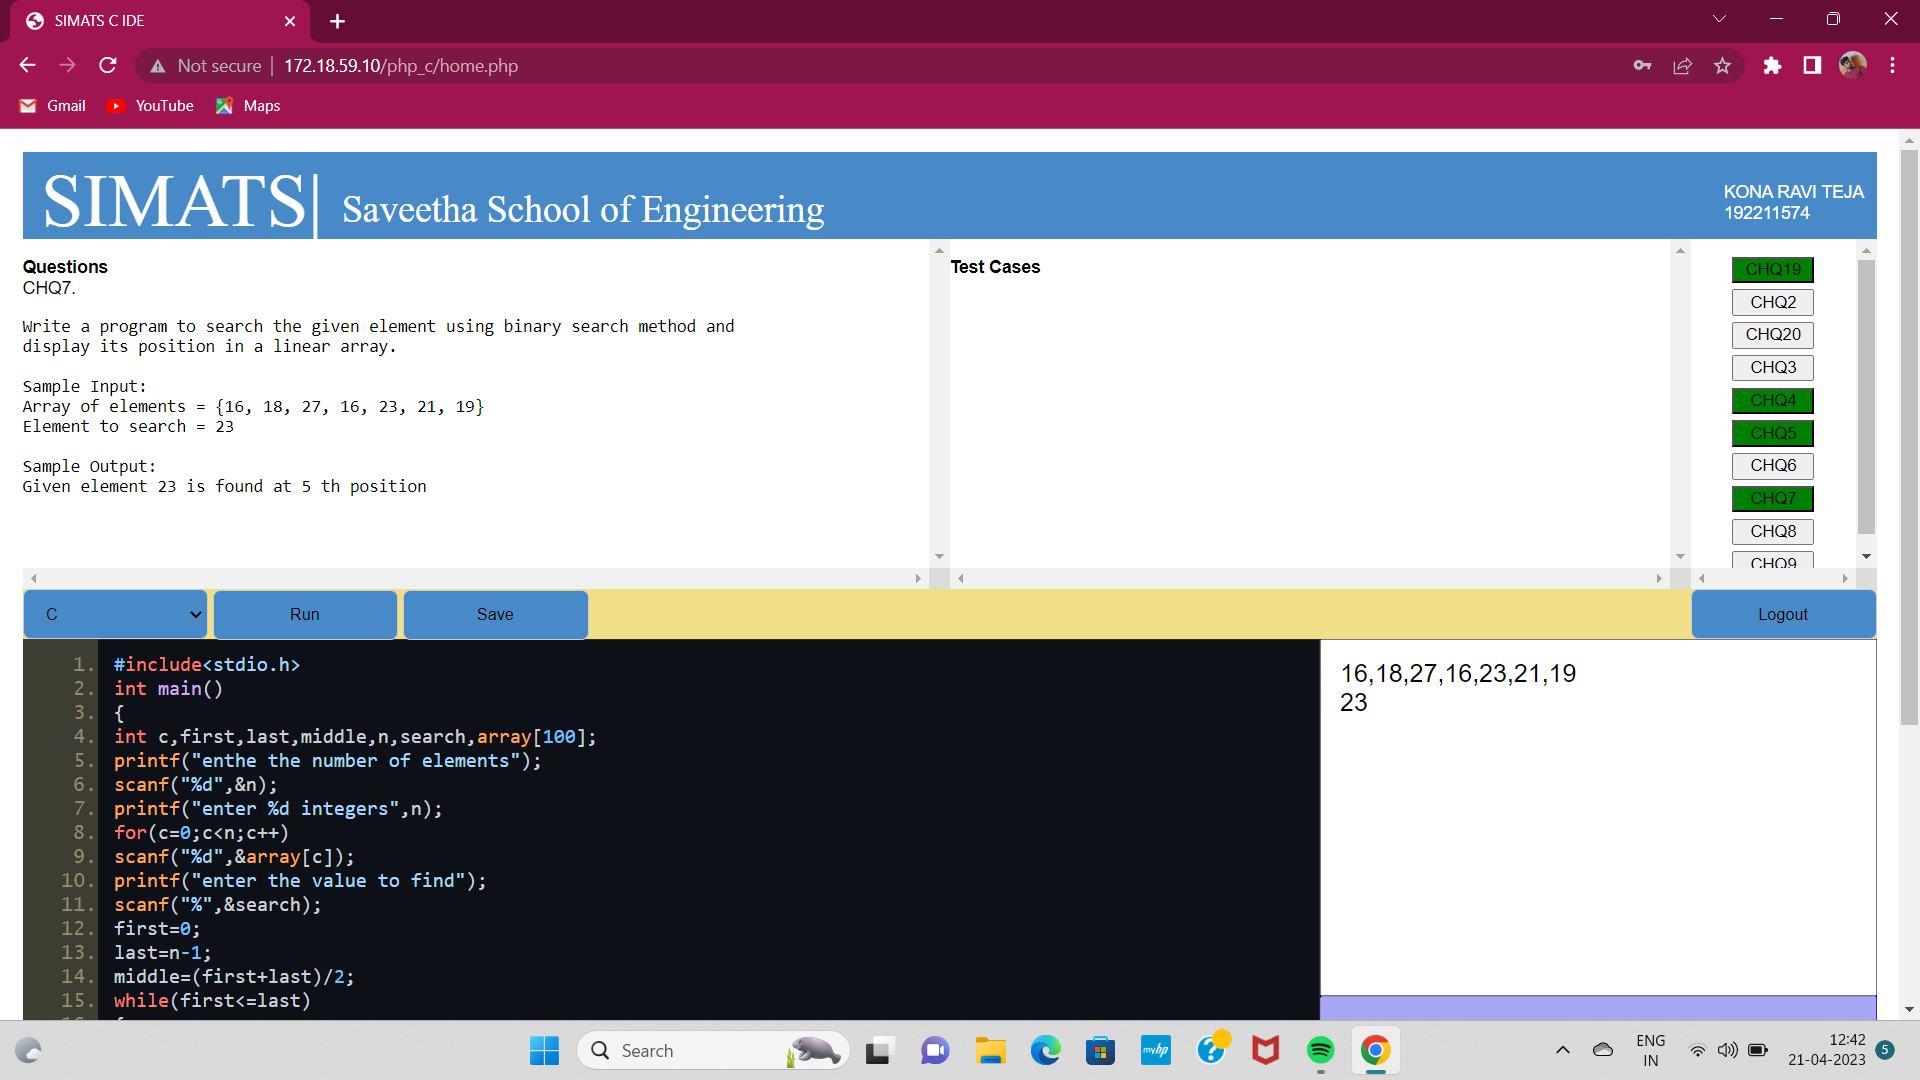 SIMATS C IDE
Not secure | 172.18.59.10/php_c/home.php
Gmail YouTube Maps
SIMATS| Saveetha School of Engineering
KONA RAVI TEJA
192211574
Questions
CHQ7.
Write a program to search the given element using binary search method and
display its position in a linear array.
Sample Input:
Array of elements = {16, 18, 27, 16, 23, 21, 19}
Element to search = 23
Sample Output:
Given element 23 is found at 5 th position
Test Cases
CHQ19
CHQ2
CHQ20
CHQ3
CHQ4
CHQ5
CHQ6
CHQ7
CHQ8
CHQ9
C Run Save Logout
1. #include<stdio.h>
2. int main()
3. {
4. int c,first,last,middle,n,search,array[100];
5. printf("enthe the number of elements");
6. scanf("%d",&n);
7. printf("enter %d integers",n);
8. for(c=0;c<n;c++)
9. scanf("%d",&array[c]);
10. printf("enter the value to find");
11. scanf("%",&search);
12. first=0;
13. last=n-1;
14. middle=(first+last)/2;
15. while(first<=last)
16,18,27,16,23,21,19
23
Search
myhp
ENG
IN
12:42
21-04-2023
5